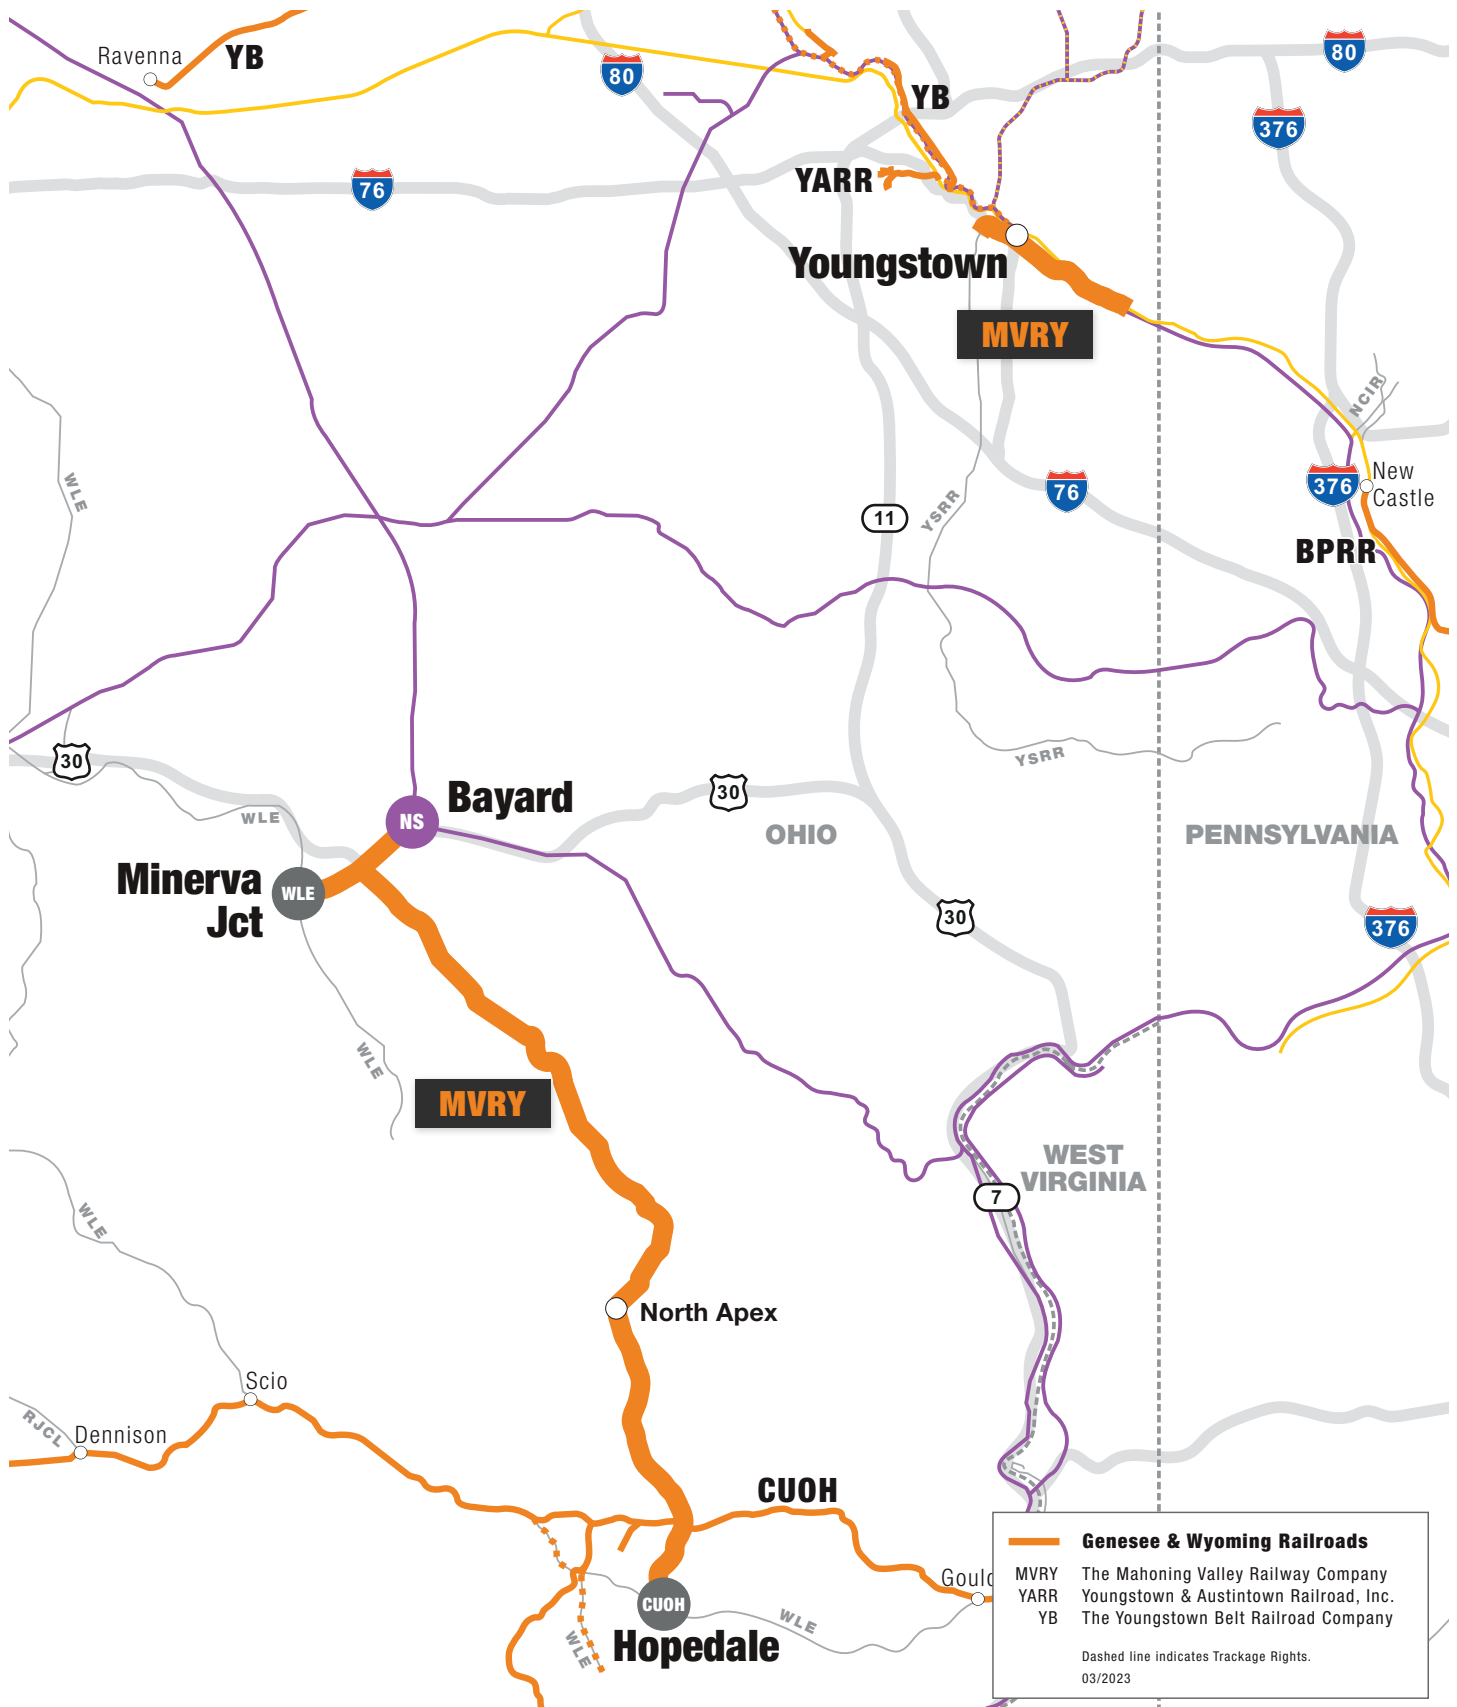 Ravenna
YB
80
80
376
YB
76
YARR
Youngstown
MVRY
NCIR
WLE
376
New
Castle
76
YSRR
11
BPRR
30
YSRR
Bayard
30
NS
WLE
OHIO
PENNSYLVANIA
Minerva
Jct
WLE
30
376
WLE
MVRY
WEST
VIRGINIA
7
WLE
North Apex
Scio
RJCL
Dennison
CUOH
Genesee & Wyoming Railroads
MVRY The Mahoning Valley Railway Company
YARR Youngstown & Austintown Railroad, Inc.
YB The Youngstown Belt Railroad Company
Dashed line indicates Trackage Rights.
03/2023
Goul
CUOH
WLE
WLE
Hopedale